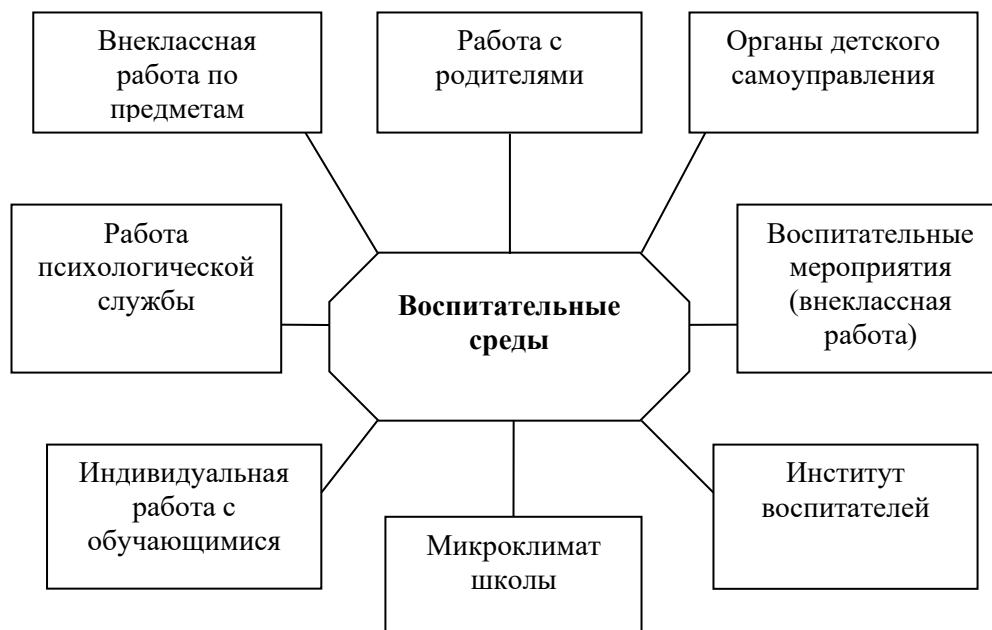 Внеклассная
работа по
предметам
Работа с
родителями
Органы детского
самоуправления
Работа
психологической
службы
Воспитательные
среды
Воспитательные
мероприятия
(внеклассная
работа)
Индивидуальная
работа с
обучающимися
Микроклимат
школы
Институт
воспитателей